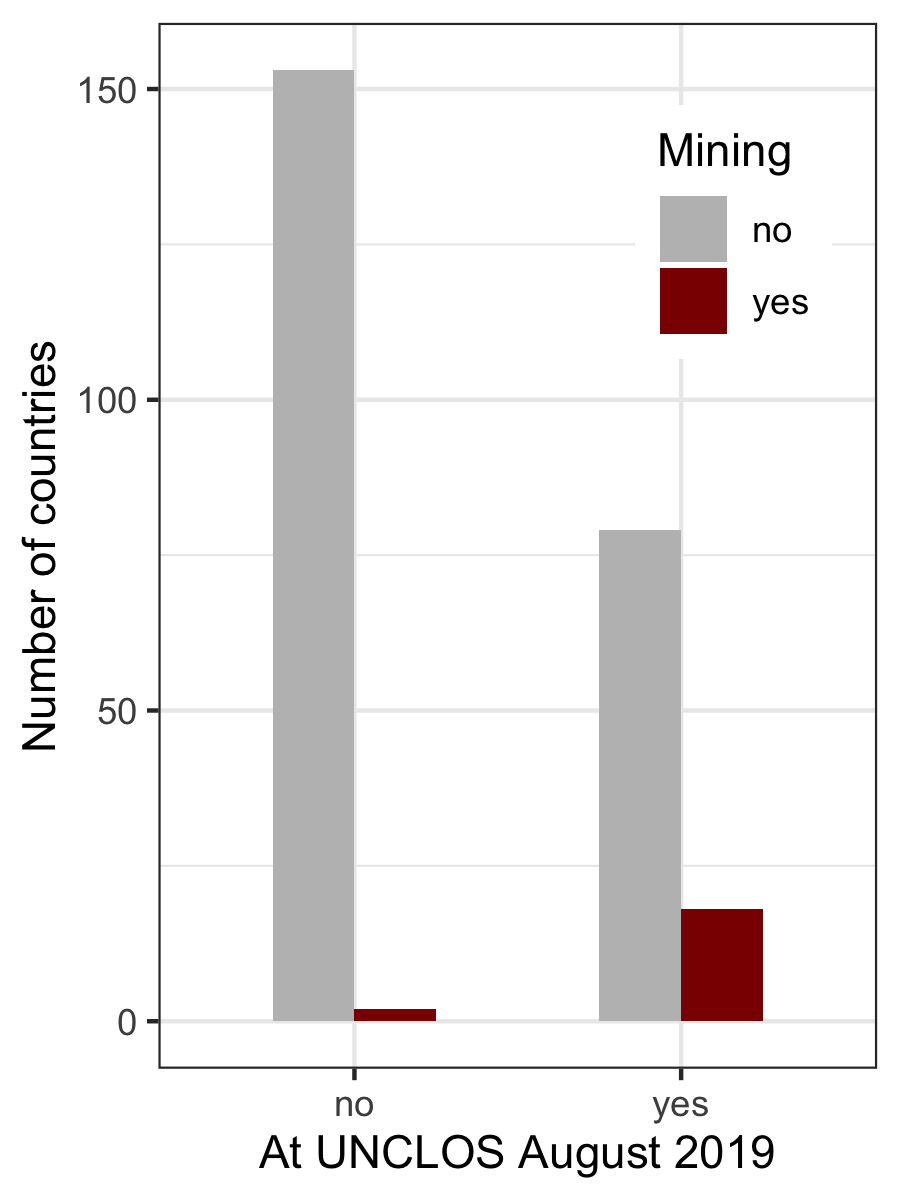 150
100
50
0
Number of countries
Mining
no
yes
no
yes
At UNCLOS August 2019